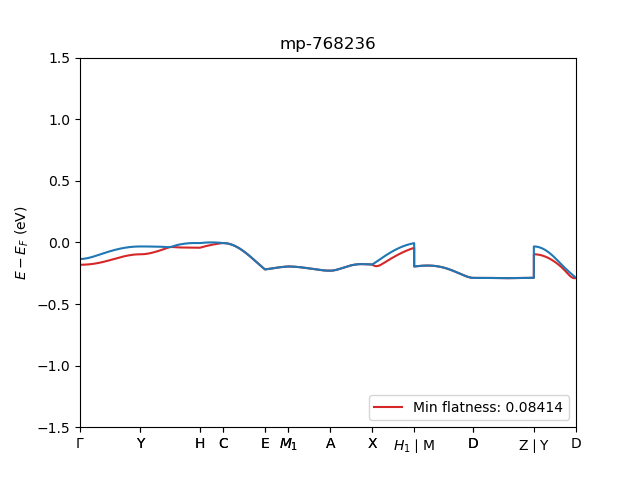 mp-768236
1.5
1.0
0.5
0.0
−0.5
−1.0
−1.5
E − E_F (eV)
Min flatness: 0.08414
Γ Y H C E M₁ A X H₁ | M D Z | Y D